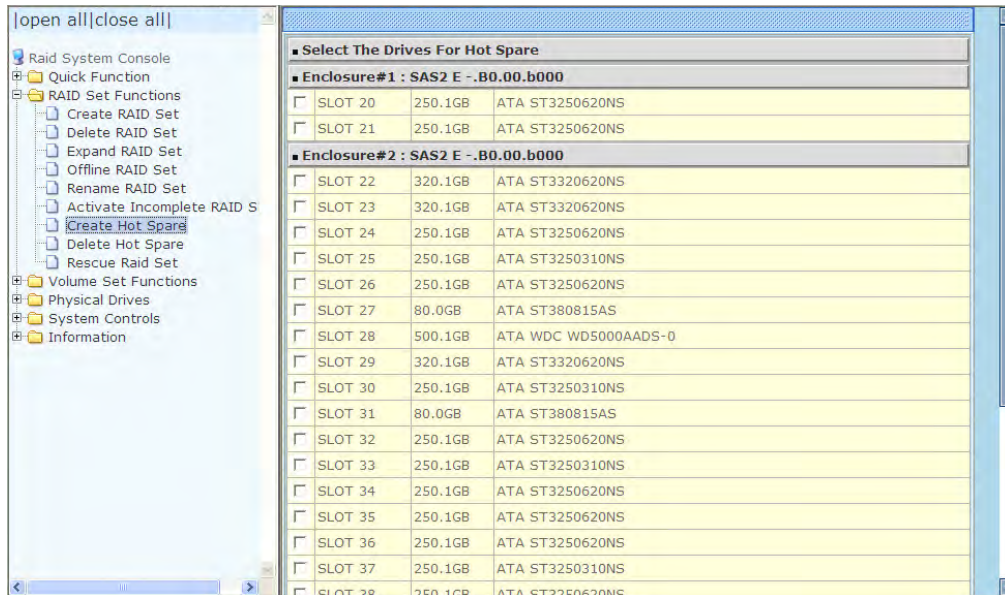 |open all|close all|
Raid System Console
Quick Function
RAID Set Functions
Create RAID Set
Delete RAID Set
Expand RAID Set
Offline RAID Set
Rename RAID Set
Activate Incomplete RAID S
Create Hot Spare
Delete Hot Spare
Rescue Raid Set
Volume Set Functions
Physical Drives
System Controls
Information
Select The Drives For Hot Spare
Enclosure#1 : SAS2 E -.B0.00.b000
SLOT 20 250.1GB ATA ST3250620NS
SLOT 21 250.1GB ATA ST3250620NS
Enclosure#2 : SAS2 E -.B0.00.b000
SLOT 22 320.1GB ATA ST3320620NS
SLOT 23 320.1GB ATA ST3320620NS
SLOT 24 250.1GB ATA ST3250620NS
SLOT 25 250.1GB ATA ST3250310NS
SLOT 26 250.1GB ATA ST3250620NS
SLOT 27 80.0GB ATA ST380815AS
SLOT 28 500.1GB ATA WDC WD5000AADS-0
SLOT 29 320.1GB ATA ST3320620NS
SLOT 30 250.1GB ATA ST3250310NS
SLOT 31 80.0GB ATA ST380815AS
SLOT 32 250.1GB ATA ST3250620NS
SLOT 33 250.1GB ATA ST3250310NS
SLOT 34 250.1GB ATA ST3250620NS
SLOT 35 250.1GB ATA ST3250620NS
SLOT 36 250.1GB ATA ST3250620NS
SLOT 37 250.1GB ATA ST3250310NS
SLOT 38 250.1GB ATA ST3250620NS